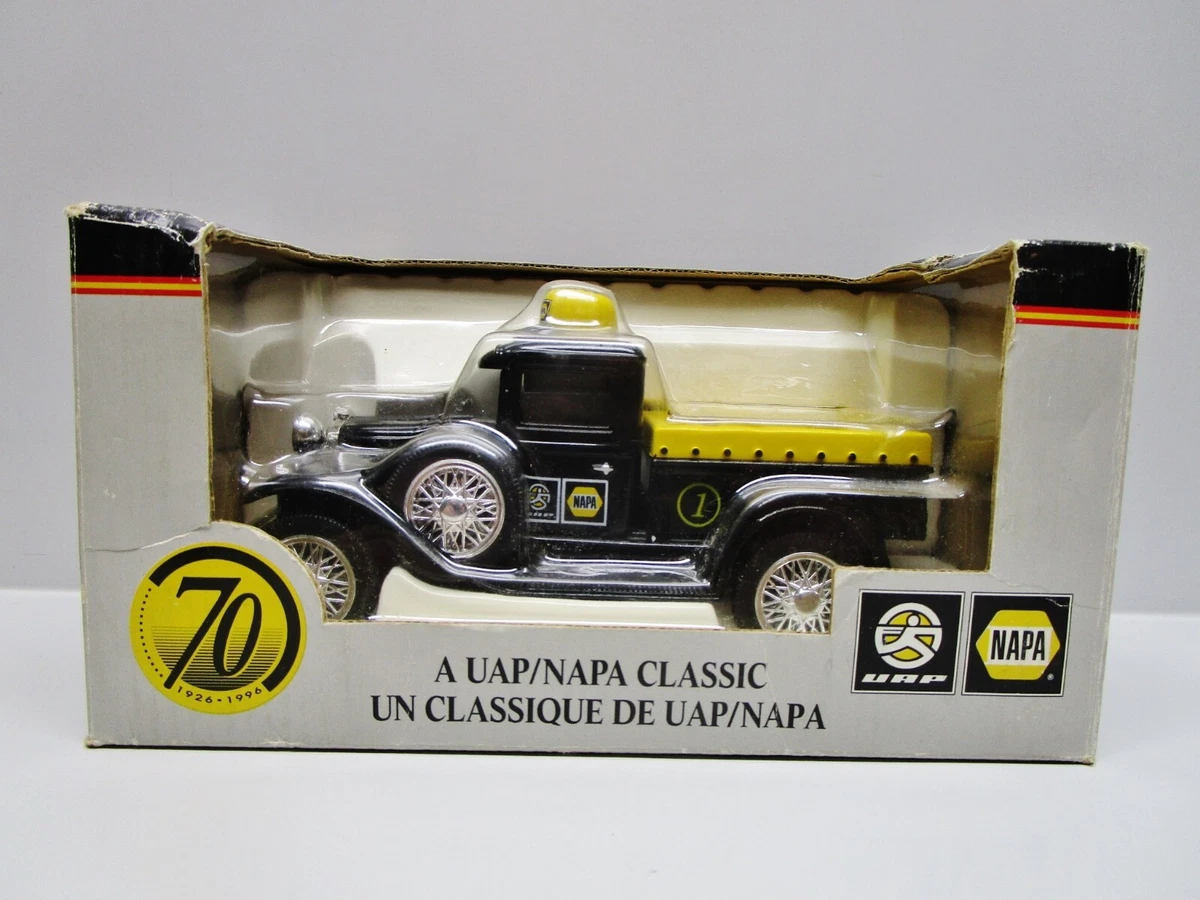 NAPA
1
70
1926 • 1996
A UAP/NAPA CLASSIC
UN CLASSIQUE DE UAP/NAPA
UAP
NAPA®